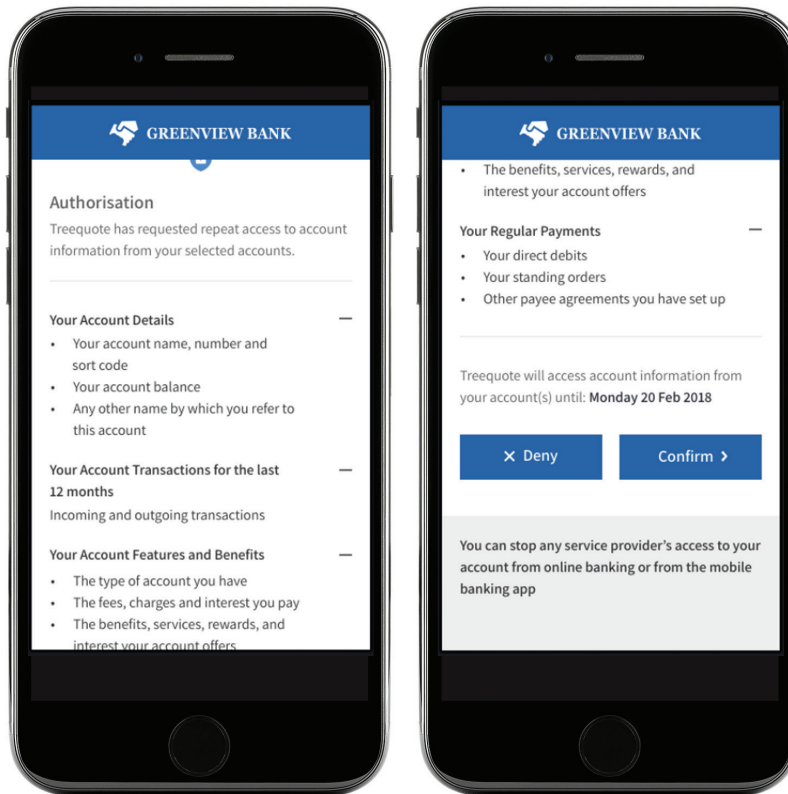 GREENVIEW BANK
Authorisation
Treequote has requested repeat access to account
information from your selected accounts.
Your Account Details
• Your account name, number and
sort code
• Your account balance
• Any other name by which you refer to
this account
Your Account Transactions for the last
12 months
Incoming and outgoing transactions
Your Account Features and Benefits
• The type of account you have
• The fees, charges and interest you pay
• The benefits, services, rewards, and
interest your account offers
GREENVIEW BANK
• The benefits, services, rewards, and
interest your account offers
Your Regular Payments
• Your direct debits
• Your standing orders
• Other payee agreements you have set up
Treequote will access account information from
your account(s) until: Monday 20 Feb 2018
× Deny
Confirm >
You can stop any service provider's access to your
account from online banking or from the mobile
banking app